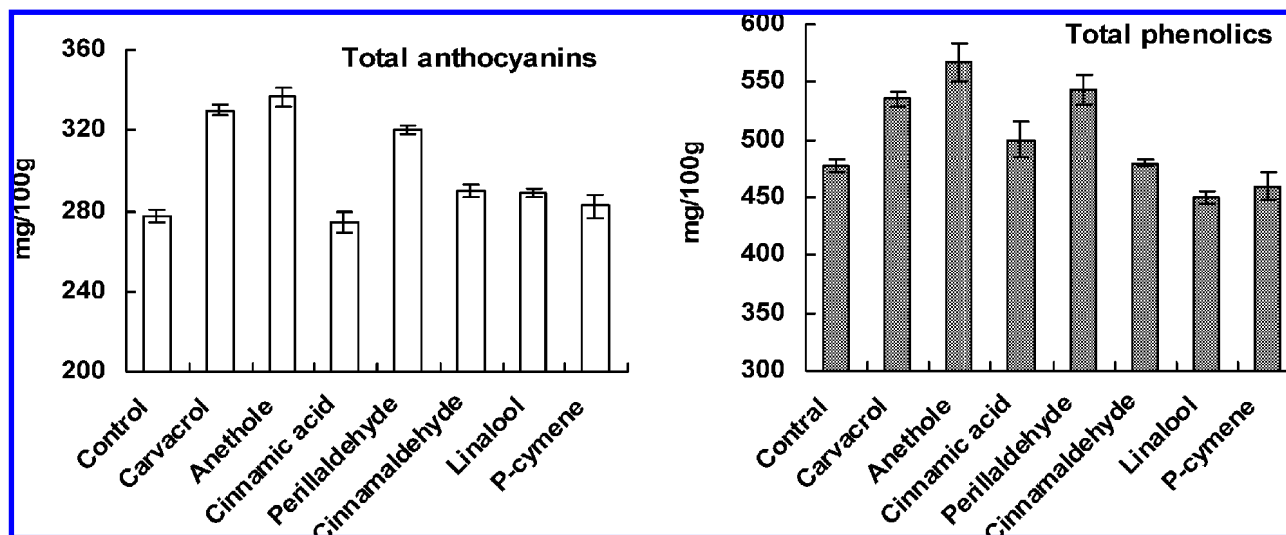 Total anthocyanins
mg/100g
360
320
280
240
200
Control
Carvacrol
Anethole
Cinnamic acid
Perillaldehyde
Cinnamaldehyde
Linalool
P-cymene
Total phenolics
mg/100g
600
550
500
450
400
350
300
Contral
Carvacrol
Anethole
Cinnamic acid
Perillaldehyde
Cinnamaldehyde
Linalool
P-cymene